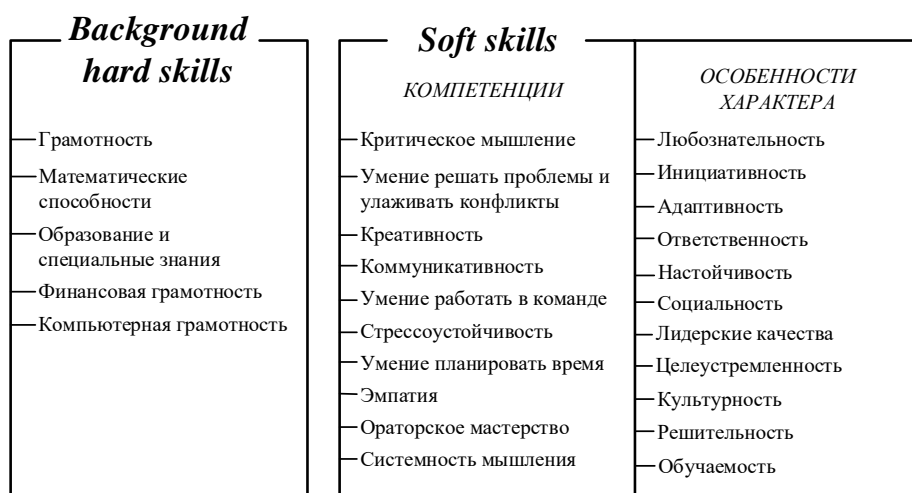 Background
hard skills
Грамотность
Математические
способности
Образование и
специальные знания
Финансовая грамотность
Компьютерная грамотность
Soft skills
КОМПЕТЕНЦИИ
Критическое мышление
Умение решать проблемы и
улаживать конфликты
Креативность
Коммуникативность
Умение работать в команде
Стрессоустойчивость
Умение планировать время
Эмпатия
Ораторское мастерство
Системность мышления
ОСОБЕННОСТИ
ХАРАКТЕРА
Любознательность
Инициативность
Адаптивность
Ответственность
Настойчивость
Социальность
Лидерские качества
Целеустремленность
Культурность
Решительность
Обучаемость